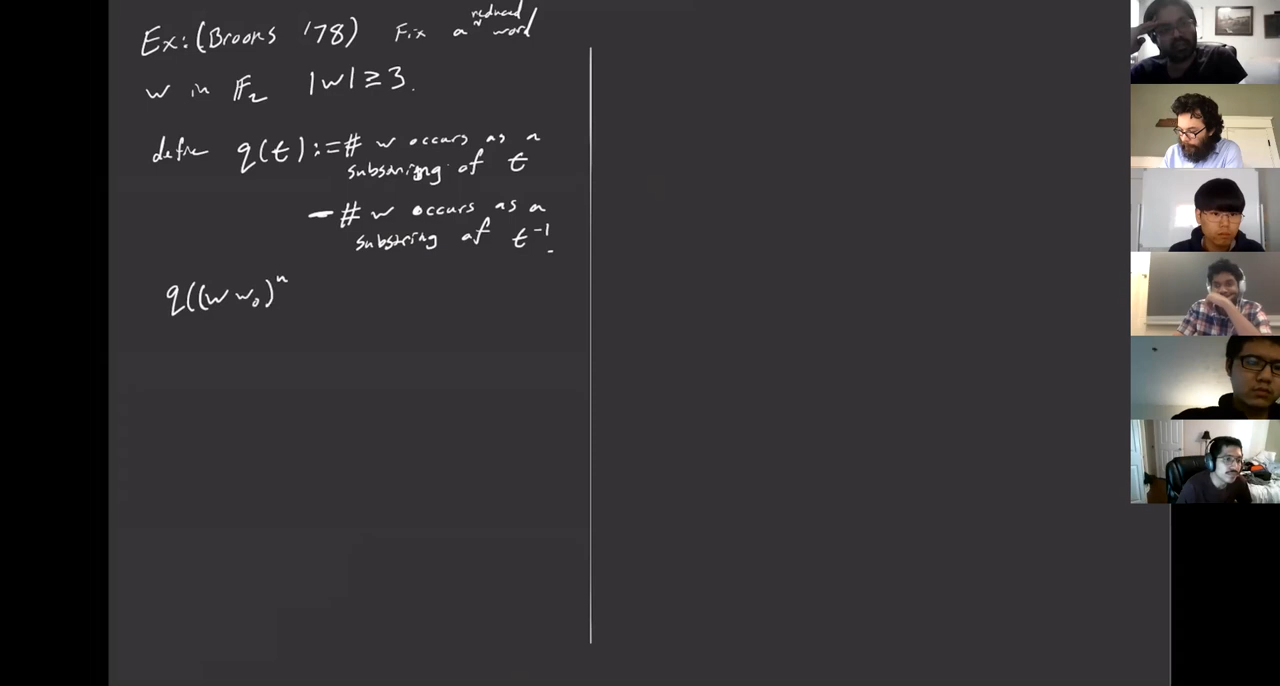 Ex: (Brooks '78) Fix a reduced word
w in 𝔽₂ |w| ≥ 3.
define q(t) := # w occurs as a
substring of t
- # w occurs as a
substring of t⁻¹.
q((w w₀)ⁿ